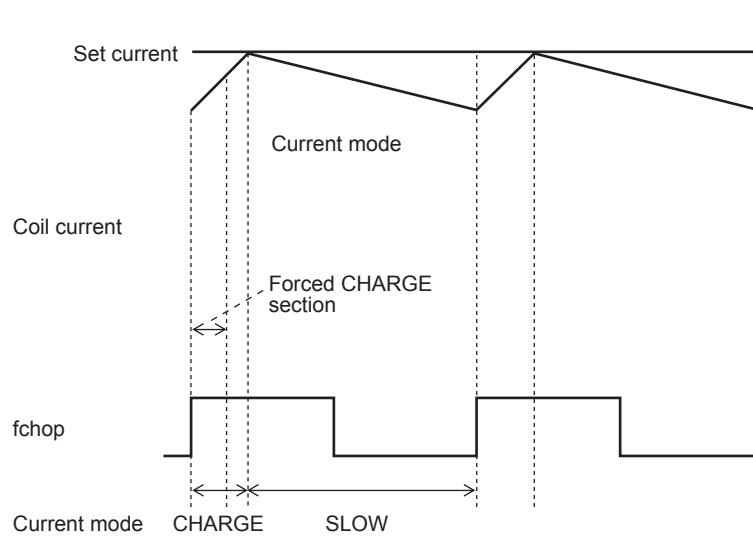 Set current
Current mode
Coil current
Forced CHARGE
section
fchop
Current mode CHARGE SLOW